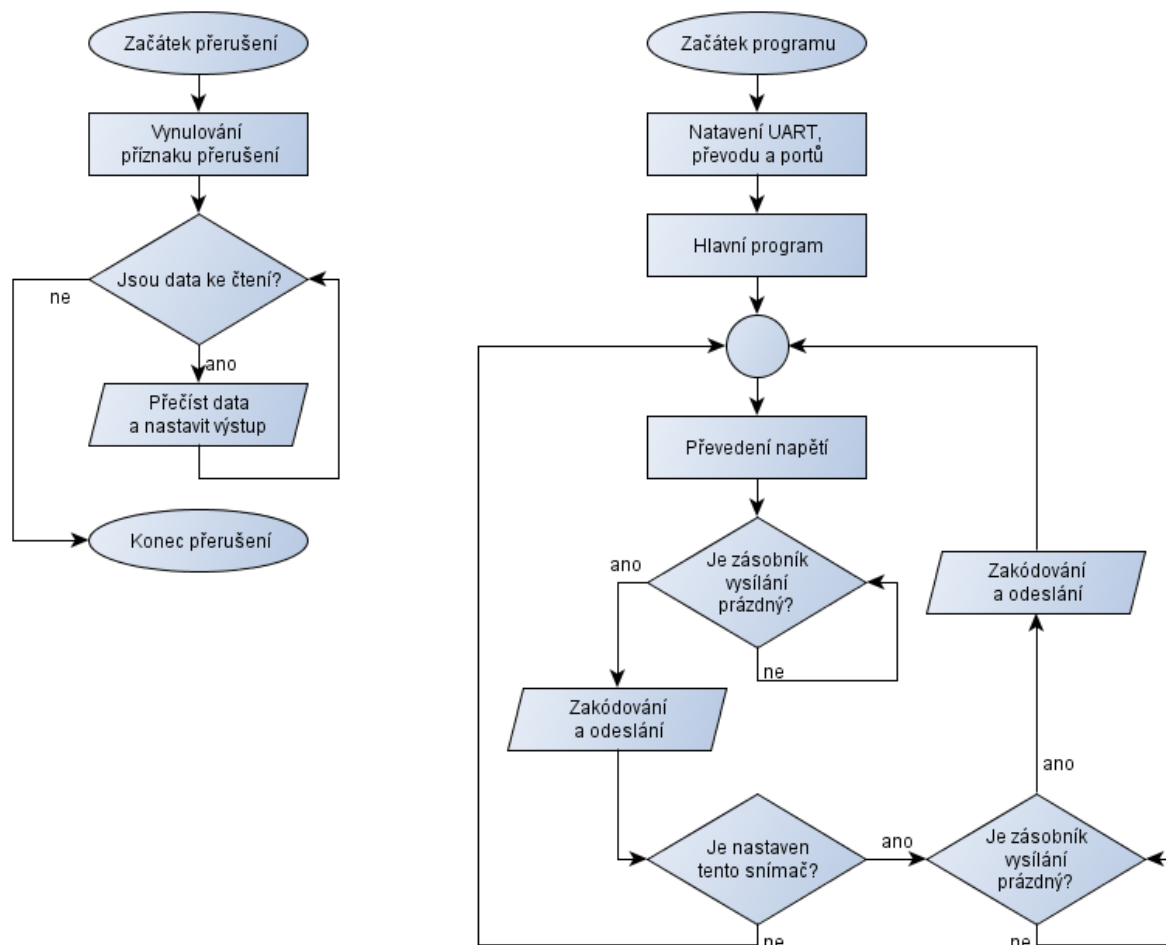 Začátek přerušení
Vynulování
příznaku přerušení
Jsou data ke čtení?
ne
ano
Přečíst data
a nastavit výstup
Konec přerušení
Začátek programu
Natavení UART,
převodu a portů
Hlavní program
Převedení napětí
Je zásobník
vysílání
prázdný?
ano
ne
Zakódování
a odeslání
Je nastaven
tento snímač?
ano
ne
Je zásobník
vysílání
prázdný?
ano
ne
Zakódování
a odeslání